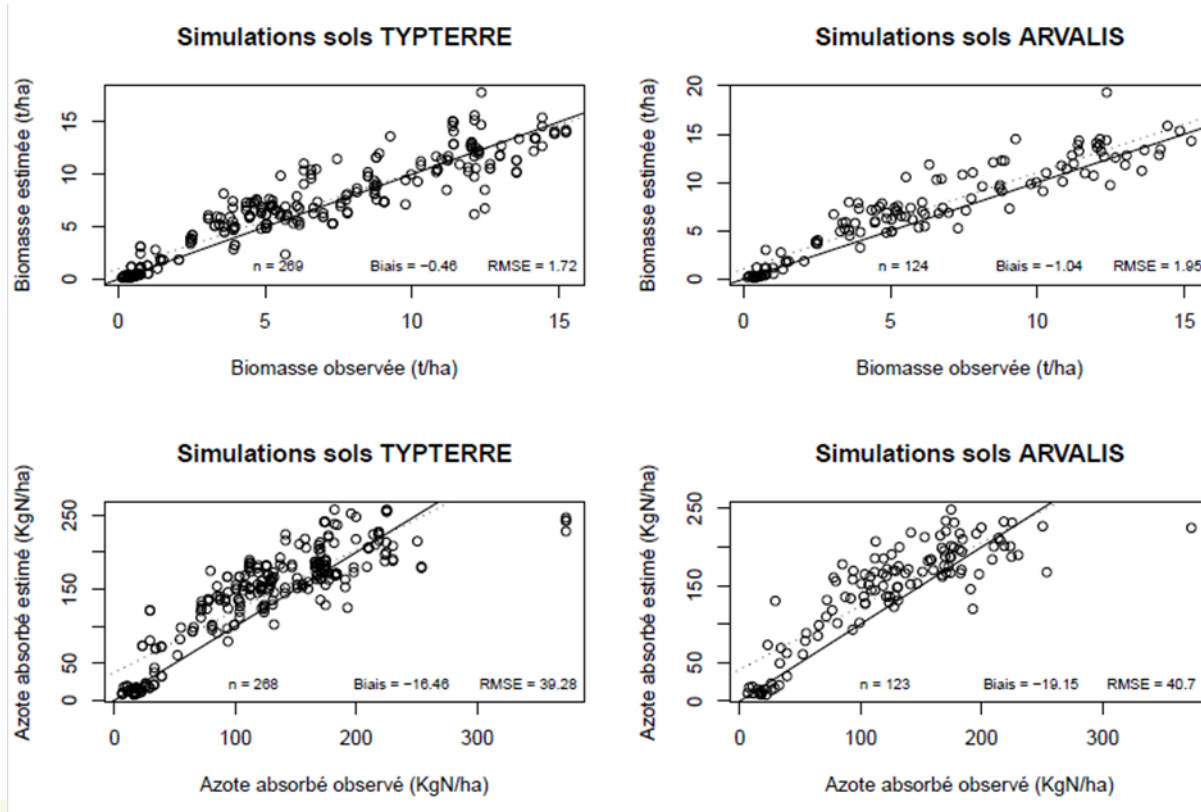 Simulations sols TYPTERRE
Biomasse estimée (t/ha)
15
10
5
0
n = 269 Biais = −0.46 RMSE = 1.72
0 5 10 15
Biomasse observée (t/ha)
Simulations sols ARVALIS
Biomasse estimée (t/ha)
20
15
10
5
0
n = 124 Biais = −1.04 RMSE = 1.95
0 5 10 15
Biomasse observée (t/ha)
Simulations sols TYPTERRE
Azote absorbé estimé (KgN/ha)
250
150
50
0
n = 268 Biais = −16.46 RMSE = 39.28
0 100 200 300
Azote absorbé observé (KgN/ha)
Simulations sols ARVALIS
Azote absorbé estimé (KgN/ha)
250
150
50
0
n = 123 Biais = −19.15 RMSE = 40.7
0 100 200 300
Azote absorbé observé (KgN/ha)